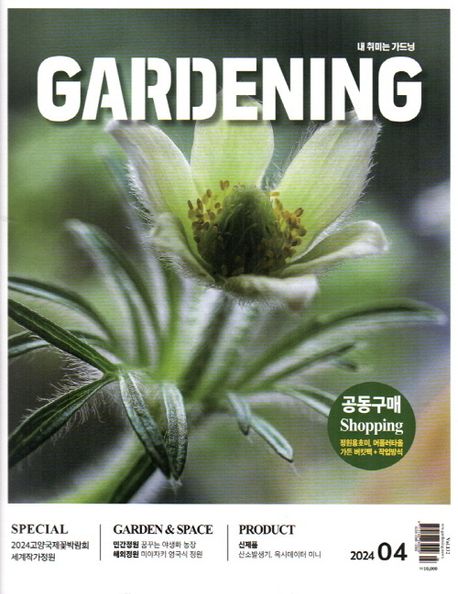 내 취미는 가드닝
GARDENING
공동구매
Shopping
정원용호미, 머플러타올
가든 버킷백 + 작업방석
SPECIAL
2024고양국제꽃박람회
세계작가정원
GARDEN & SPACE
민간정원 꿈꾸는 야생화 농장
해외정원 미야자키 영국식 정원
PRODUCT
신제품
산소발생기, 옥시데이터 미니
2024 04